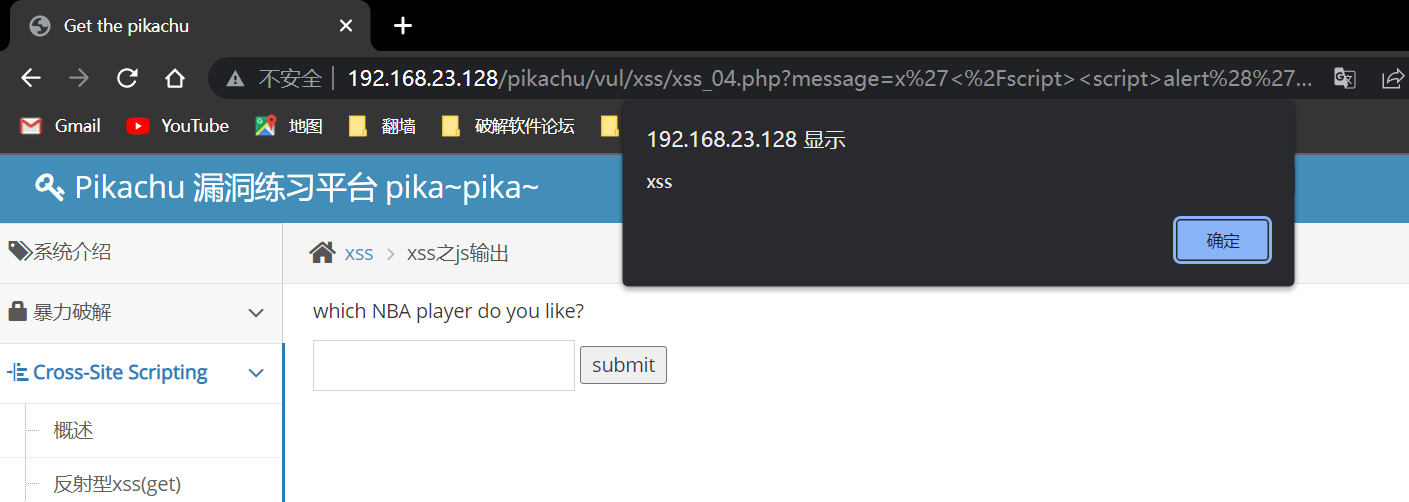 Get the pikachu
不安全 192.168.23.128/pikachu/vul/xss/xss_04.php?message=x%27<%2Fscript><script>alert%28%27...
Gmail YouTube 地图 翻墙 破解软件论坛
192.168.23.128 显示
xss
确定
Pikachu 漏洞练习平台 pika~pika~
系统介绍
xss > xss之js输出
暴力破解
which NBA player do you like?
submit
Cross-Site Scripting
概述
反射型xss(get)